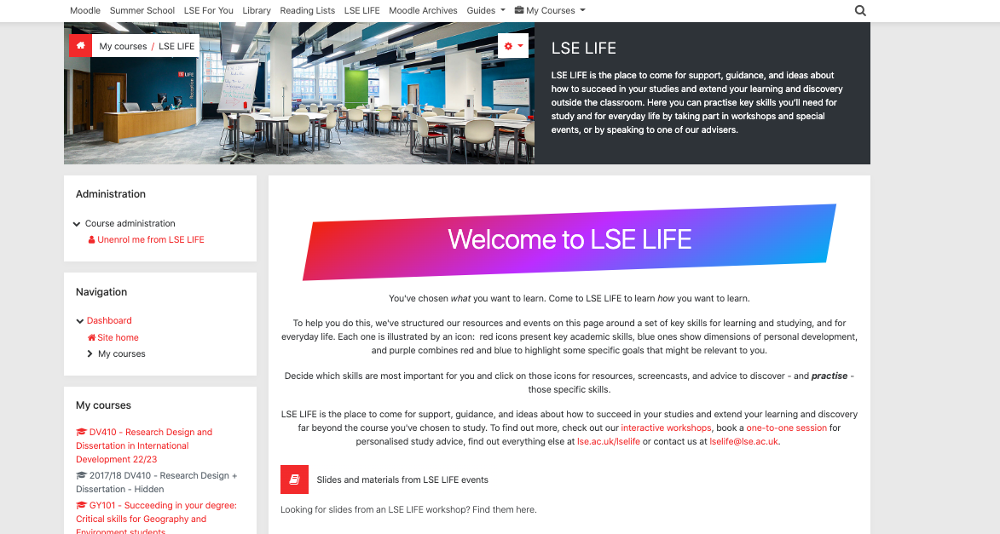 Moodle Summer School LSE For You Library Reading Lists LSE LIFE Moodle Archives Guides My Courses
My courses / LSE LIFE
LIFE
Reception
LSE LIFE
LSE LIFE is the place to come for support, guidance, and ideas about
how to succeed in your studies and extend your learning and discovery
outside the classroom. Here you can practise key skills you'll need for
study and for everyday life by taking part in workshops and special
events, or by speaking to one of our advisers.
Administration
Course administration
Unenrol me from LSE LIFE
Navigation
Dashboard
Site home
My courses
My courses
DV410 - Research Design and
Dissertation in International
Development 22/23
2017/18 DV410 - Research Design +
Dissertation - Hidden
GY101 - Succeeding in your degree:
Critical skills for Geography and
Environment students
Welcome to LSE LIFE
You've chosen what you want to learn. Come to LSE LIFE to learn how you want to learn.
To help you do this, we've structured our resources and events on this page around a set of key skills for learning and studying, and for
everyday life. Each one is illustrated by an icon: red icons present key academic skills, blue ones show dimensions of personal development,
and purple combines red and blue to highlight some specific goals that might be relevant to you.
Decide which skills are most important for you and click on those icons for resources, screencasts, and advice to discover - and practise -
those specific skills.
LSE LIFE is the place to come for support, guidance, and ideas about how to succeed in your studies and extend your learning and discovery
far beyond the course you've chosen to study. To find out more, check out our interactive workshops, book a one-to-one session for
personalised study advice, find out everything else at lse.ac.uk/lselife or contact us at lselife@lse.ac.uk.
Slides and materials from LSE LIFE events
Looking for slides from an LSE LIFE workshop? Find them here.